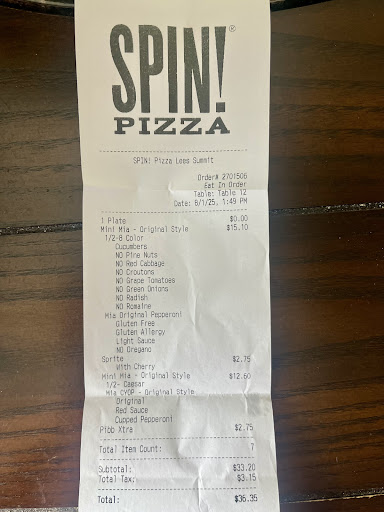 SPIN!®
PIZZA
SPIN! Pizza Lees Summit
Order# 2701506
Eat In Order
Table: Table 12
Date: 6/1/25, 1:49 PM
1 Plate $0.00
Mini Mia - Original Style $15.10
1/2-8 Color
Cucumbers
NO Pine Nuts
NO Red Cabbage
NO Croutons
NO Grape Tomatoes
NO Green Onions
NO Radish
NO Romaine
Mia Original Pepperoni
Gluten Free
Gluten Allergy
Light Sauce
NO Oregano
Sprite $2.75
With Cherry
Mini Mia - Original Style $12.60
1/2- Caesar
Mia CYOP - Original Style
Original
Red Sauce
Cupped Pepperoni
Pibb Xtra $2.75
Total Item Count: 7
Subtotal: $33.20
Total Tax: $3.15
Total: $36.35